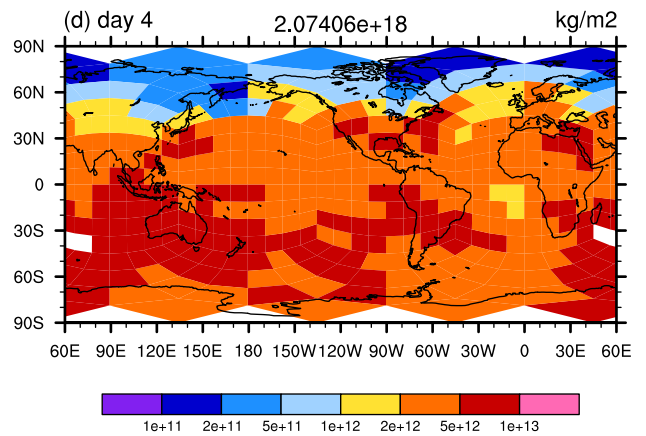 (d) day 4 2.07406e+18 kg/m2
90N
60N
30N
0
30S
60S
90S
60E 90E 120E 150E 180 150W 120W 90W 60W 30W 0 30E 60E
1e+11 2e+11 5e+11 1e+12 2e+12 5e+12 1e+13